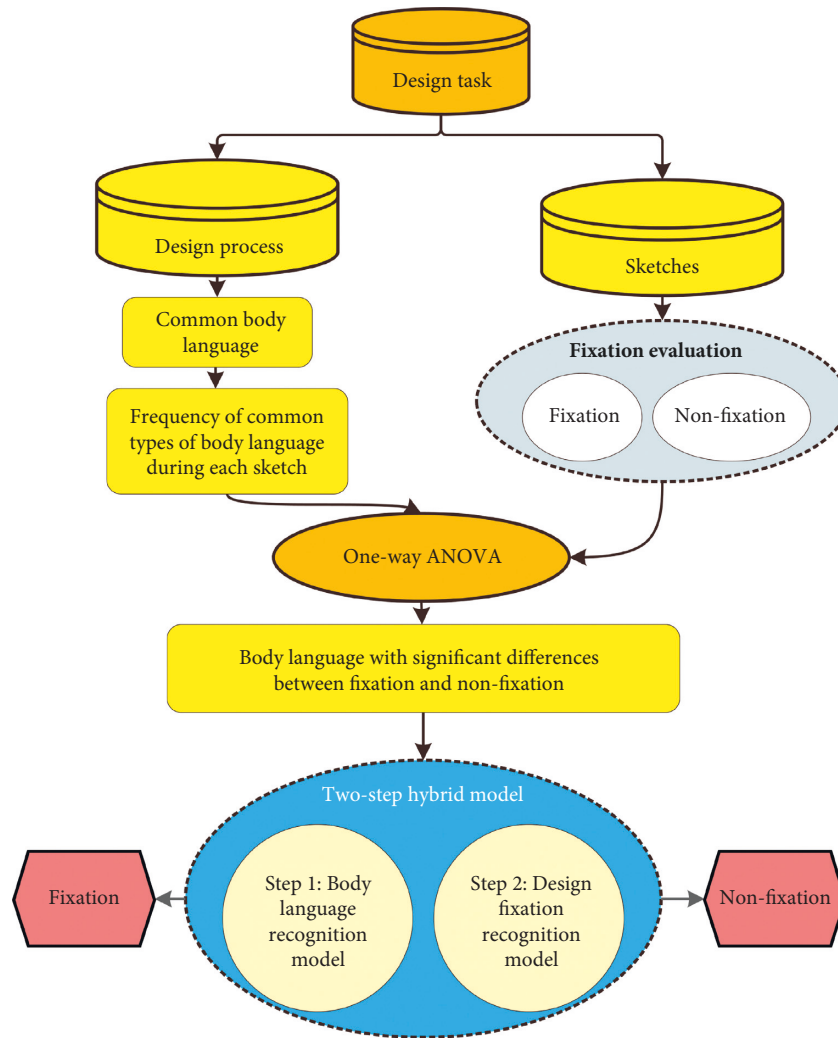 Design task
Design process
Sketches
Common body
language
Fixation evaluation
Fixation
Non-fixation
Frequency of common
types of body language
during each sketch
One-way ANOVA
Body language with significant differences
between fixation and non-fixation
Two-step hybrid model
Fixation
Step 1: Body
language
recognition
model
Step 2: Design
fixation
recognition
model
Non-fixation